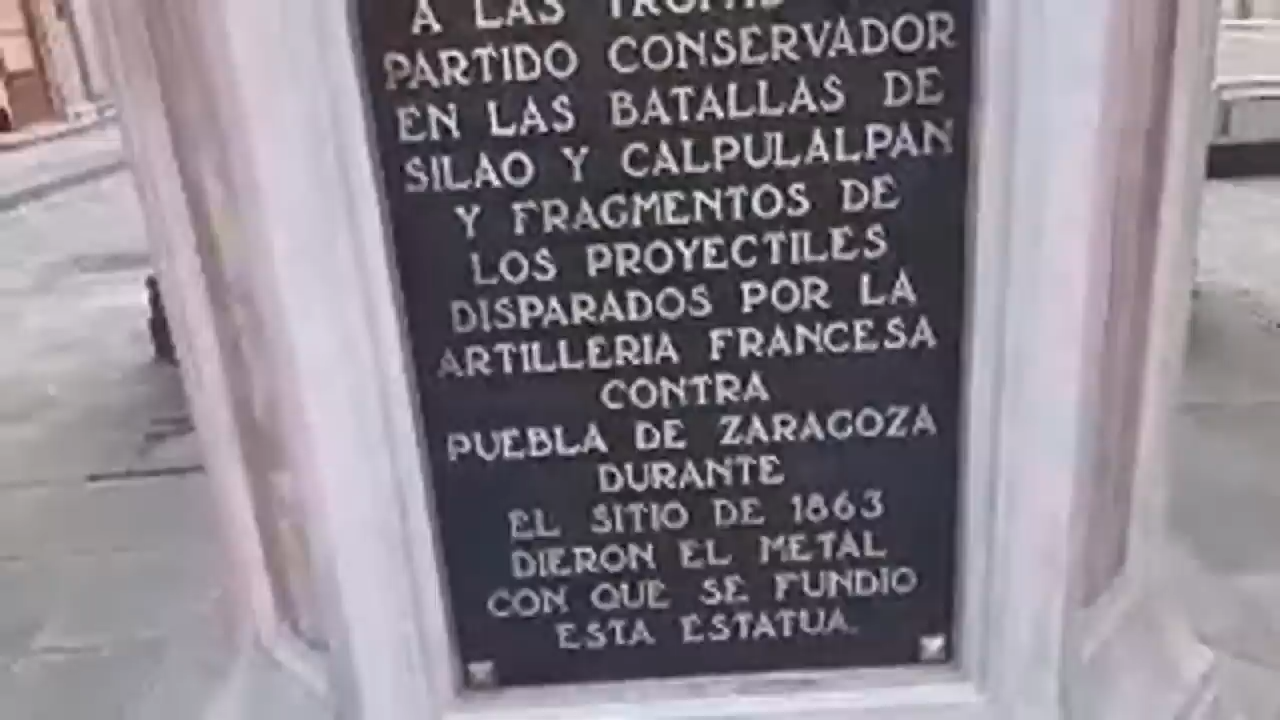 A LAS
PARTIDO CONSERVADOR
EN LAS BATALLAS DE
SILAO Y CALPULALPAN
Y FRAGMENTOS DE
LOS PROYECTILES
DISPARADOS POR LA
ARTILLERIA FRANCESA
CONTRA
PUEBLA DE ZARAGOZA
DURANTE
EL SITIO DE 1863
DIERON EL METAL
CON QUE SE FUNDIO
ESTA ESTATUA.